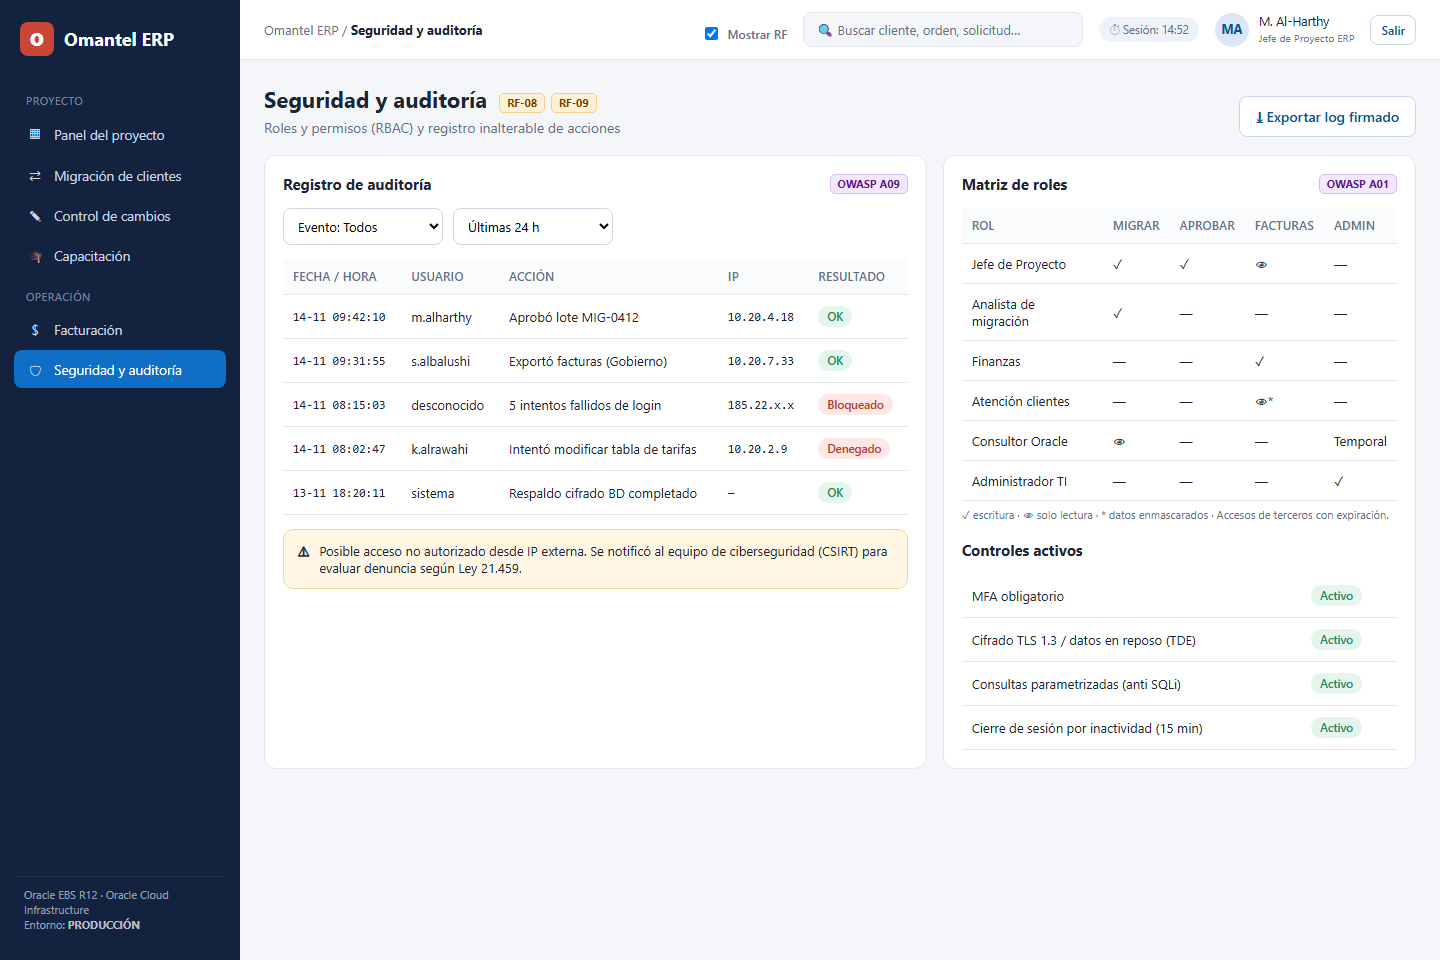 O Omantel ERP
PROYECTO
Panel del proyecto
Migración de clientes
Control de cambios
Capacitación
OPERACIÓN
$ Facturación
Seguridad y auditoría
Oracle EBS R12 · Oracle Cloud
Infrastructure
Entorno: PRODUCCIÓN
Omantel ERP / Seguridad y auditoría
Mostrar RF
Buscar cliente, orden, solicitud...
Sesión: 14:52
MA
M. Al-Harthy
Jefe de Proyecto ERP
Salir
Seguridad y auditoría RF-08 RF-09
Roles y permisos (RBAC) y registro inalterable de acciones
Exportar log firmado
Registro de auditoría OWASP A09
Evento: Todos Últimas 24 h
FECHA / HORA USUARIO ACCIÓN IP RESULTADO
14-11 09:42:10 m.alharthy Aprobó lote MIG-0412 10.20.4.18 OK
14-11 09:31:55 s.albalushi Exportó facturas (Gobierno) 10.20.7.33 OK
14-11 08:15:03 desconocido 5 intentos fallidos de login 185.22.x.x Bloqueado
14-11 08:02:47 k.alrawahi Intentó modificar tabla de tarifas 10.20.2.9 Denegado
13-11 18:20:11 sistema Respaldo cifrado BD completado – OK
⚠ Posible acceso no autorizado desde IP externa. Se notificó al equipo de ciberseguridad (CSIRT) para
evaluar denuncia según Ley 21.459.
Matriz de roles OWASP A01
ROL MIGRAR APROBAR FACTURAS ADMIN
Jefe de Proyecto ✓ ✓ 👁 —
Analista de
migración ✓ — — —
Finanzas — — ✓ —
Atención clientes — — 👁* —
Consultor Oracle 👁 — — Temporal
Administrador TI — — — ✓
✓ escritura · 👁 solo lectura · * datos enmascarados · Accesos de terceros con expiración.
Controles activos
MFA obligatorio Activo
Cifrado TLS 1.3 / datos en reposo (TDE) Activo
Consultas parametrizadas (anti SQLi) Activo
Cierre de sesión por inactividad (15 min) Activo